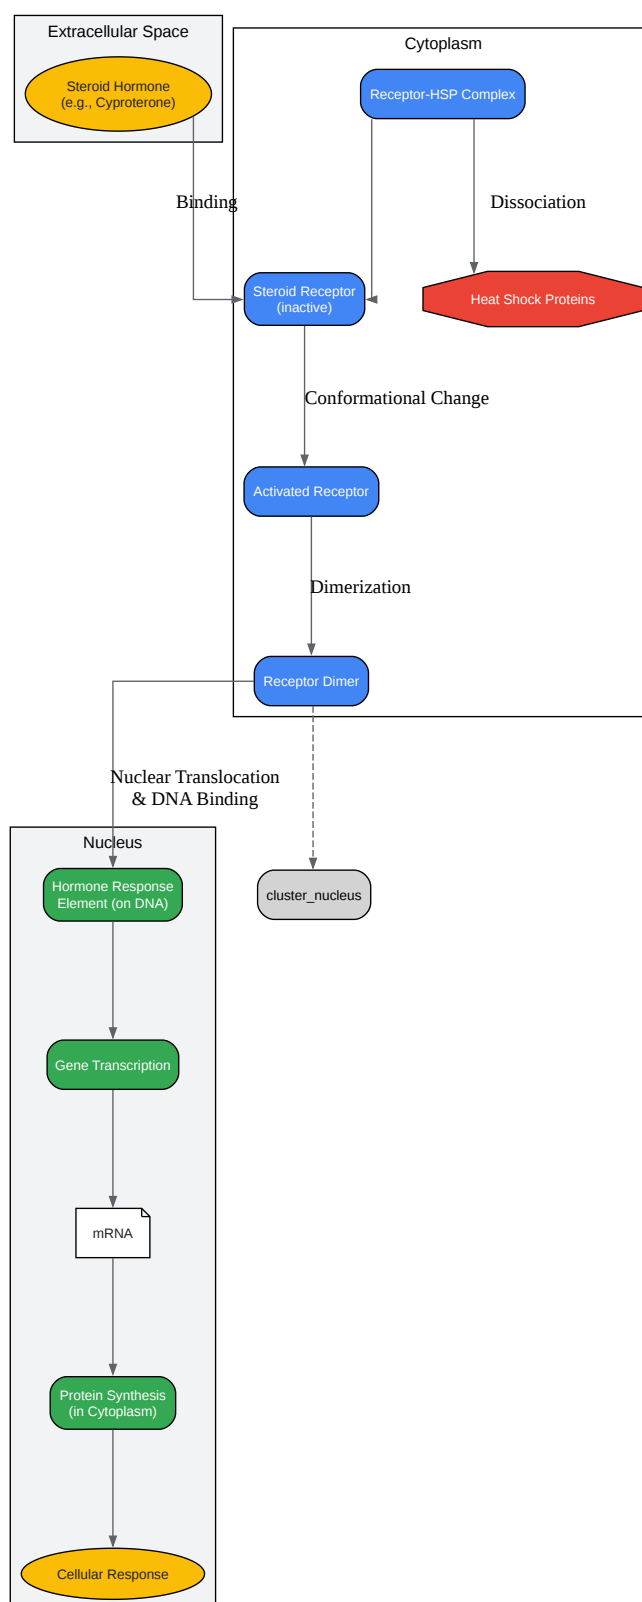 Extracellular Space
Steroid Hormone
(e.g., Cyproterone)
Cytoplasm
Receptor-HSP Complex
Binding
Dissociation
Steroid Receptor
(inactive)
Heat Shock Proteins
Conformational Change
Activated Receptor
Dimerization
Receptor Dimer
Nuclear Translocation
& DNA Binding
Nucleus
Hormone Response
Element (on DNA)
cluster_nucleus
Gene Transcription
mRNA
Protein Synthesis
(in Cytoplasm)
Cellular Response